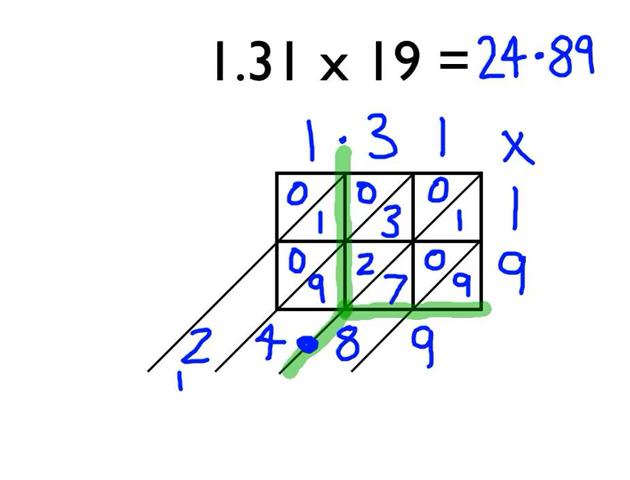 1.31 x 19 = 24.89
1 . 3 1 x
0 1 0 3 0 1 1
0 9 2 7 0 9 9
2 4 . 8 9
1